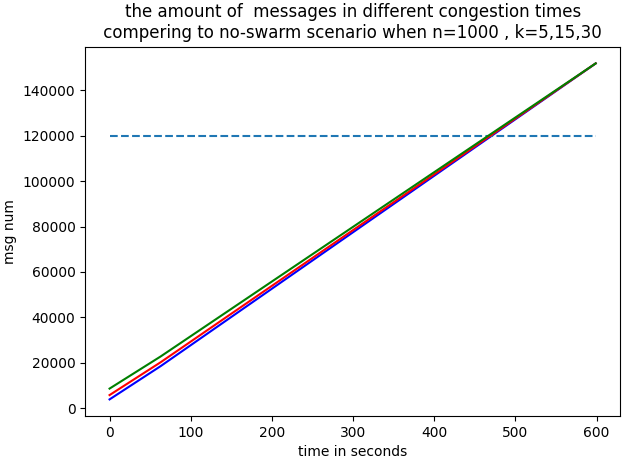 the amount of  messages in different congestion times
compering to no-swarm scenario when n=1000 , k=5,15,30
140000
120000
100000
80000
60000
40000
20000
0
msg num
0 100 200 300 400 500 600
time in seconds